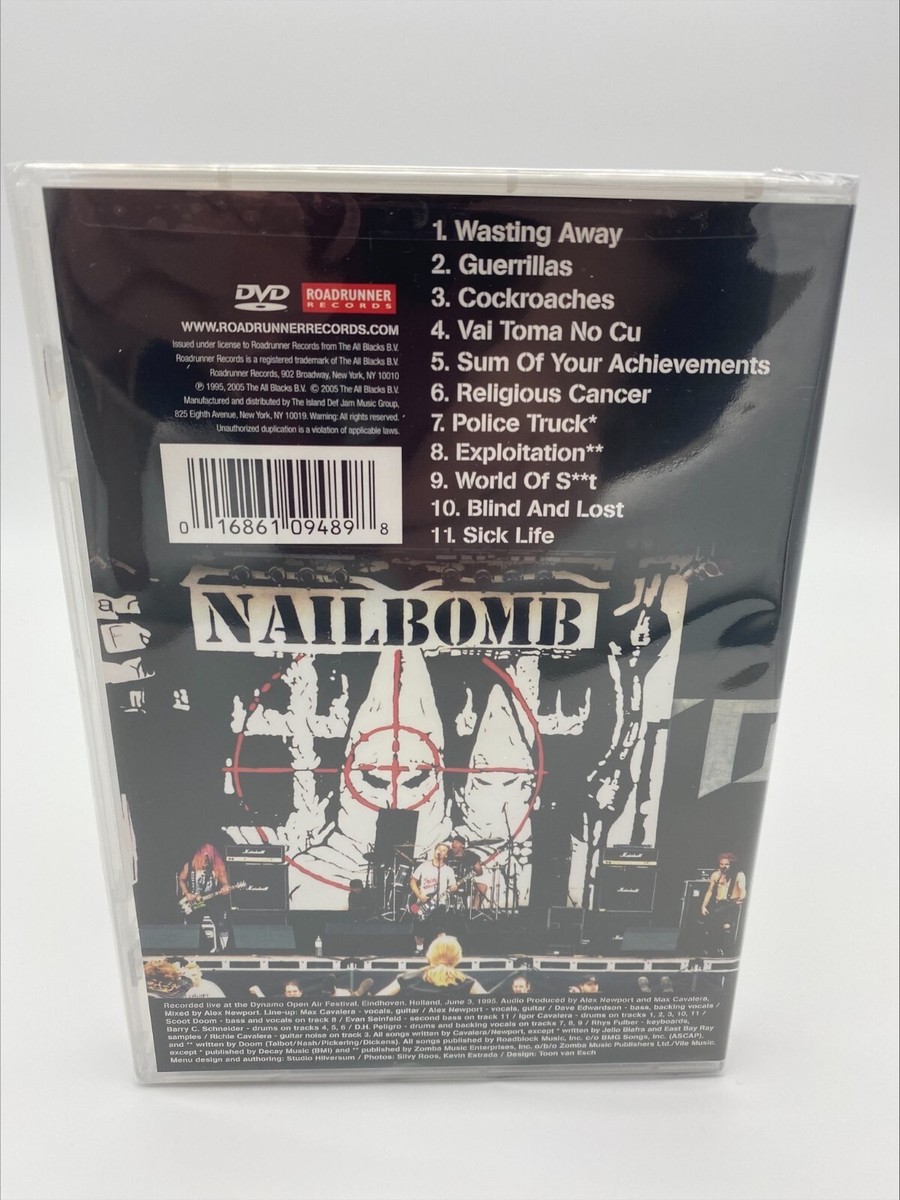 1. Wasting Away
2. Guerrillas
3. Cockroaches
4. Vai Toma No Cu
5. Sum Of Your Achievements
6. Religious Cancer
7. Police Truck*
8. Exploitation**
9. World Of S**t
10. Blind And Lost
11. Sick Life
DVD
ROADRUNNER
RECORDS
WWW.ROADRUNNERRECORDS.COM
Issued under license to Roadrunner Records from The All Blacks B.V.
Roadrunner Records is a registered trademark of The All Blacks B.V.
Roadrunner Records, 902 Broadway, New York, NY 10010
℗ 1995, 2005 The All Blacks B.V. © 2005 The All Blacks B.V.
Manufactured and distributed by The Island Def Jam Music Group,
825 Eighth Avenue, New York, NY 10019. Warning: All rights reserved.
Unauthorized duplication is a violation of applicable laws.
0 16861 09489 8
NAILBOMB
Marshall
Marshall
Marshall
Marshall
Recorded live at the Dynamo Open Air Festival, Eindhoven, Holland, June 3, 1995. Audio Produced by Alex Newport and Max Cavalera,
Mixed by Alex Newport. Line-up: Max Cavalera - vocals, guitar / Alex Newport - vocals, guitar / Dave Edwardson - bass, backing vocals /
Scoot Doom - bass and vocals on track 8 / Evan Seinfeld - second bass on track 11 / Igor Cavalera - drums on tracks 1, 2, 3, 10, 11 /
Barry C. Schneider - drums on tracks 4, 5, 6 / D.H. Peligro - drums and backing vocals on tracks 7, 8, 9 / Rhys Fulber - keyboards,
samples / Richie Cavalera - guitar noise on track 3. All songs written by Cavalera/Newport, except * written by Jello Biafra and East Bay Ray
and ** written by Doom (Talbot/Nash/Pickering/Dickens). All songs published by Roadblock Music, Inc. c/o BMG Songs, Inc. (ASCAP),
except * published by Decay Music (BMI) and ** published by Zomba Music Enterprises, Inc. o/b/o Zomba Music Publishers Ltd./Vile Music.
Menu design and authoring: Studio Hilversum / Photos: Silvy Roos, Kevin Estrada / Design: Toon van Esch